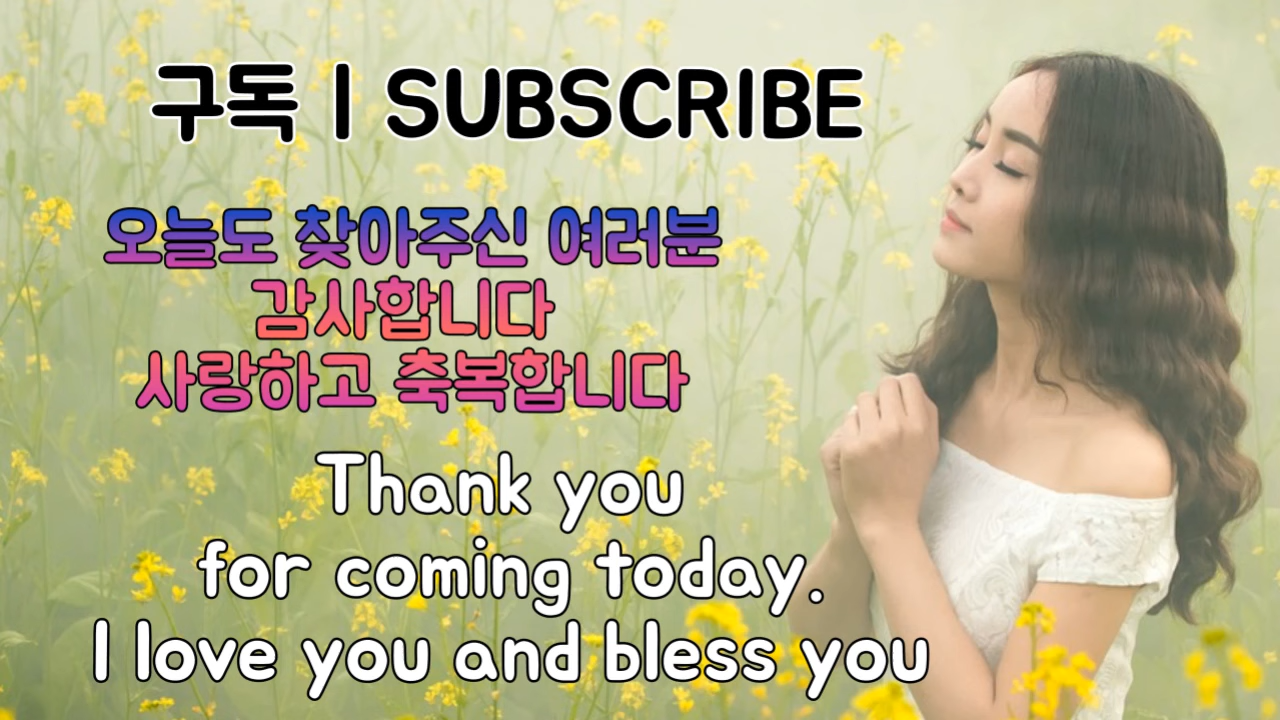 구독 | SUBSCRIBE
오늘도 찾아주신 여러분
감사합니다
사랑하고 축복합니다
Thank you
for coming today.
I love you and bless you